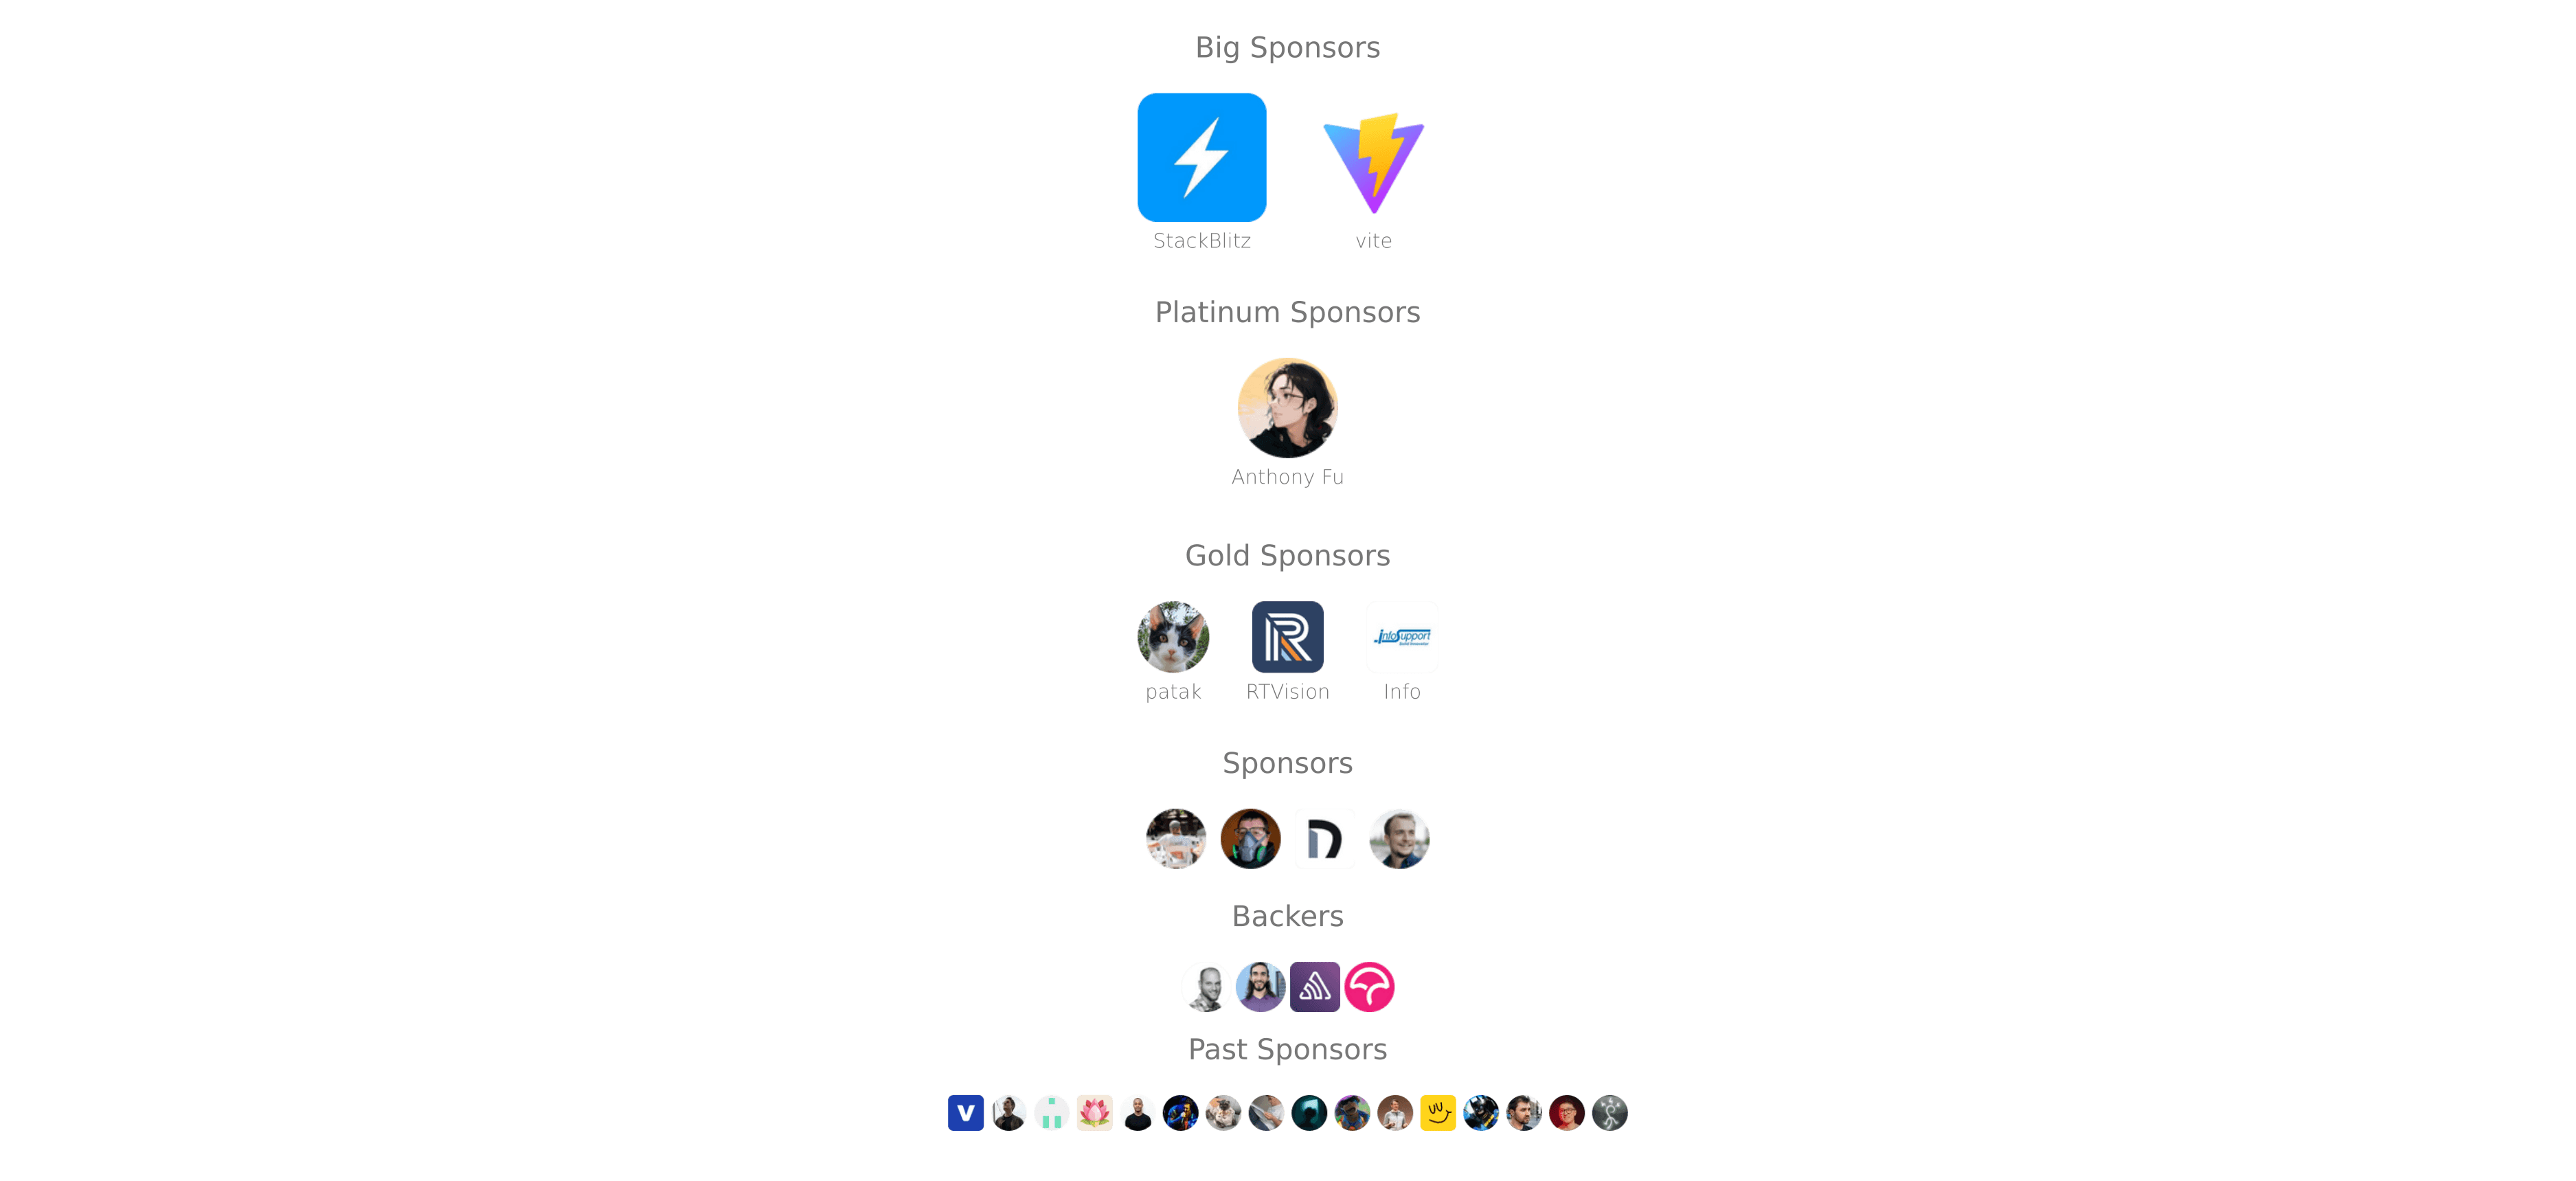 Big Sponsors
StackBlitz
vite
Platinum Sponsors
Anthony Fu
Gold Sponsors
infoSupport
patak
RTVision
Info
Sponsors
Backers
Past Sponsors
V